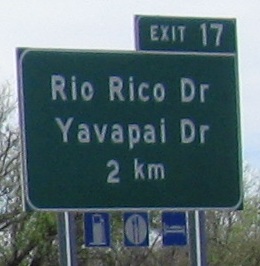 EXIT 17
Rio Rico Dr
Yavapai Dr
2 km